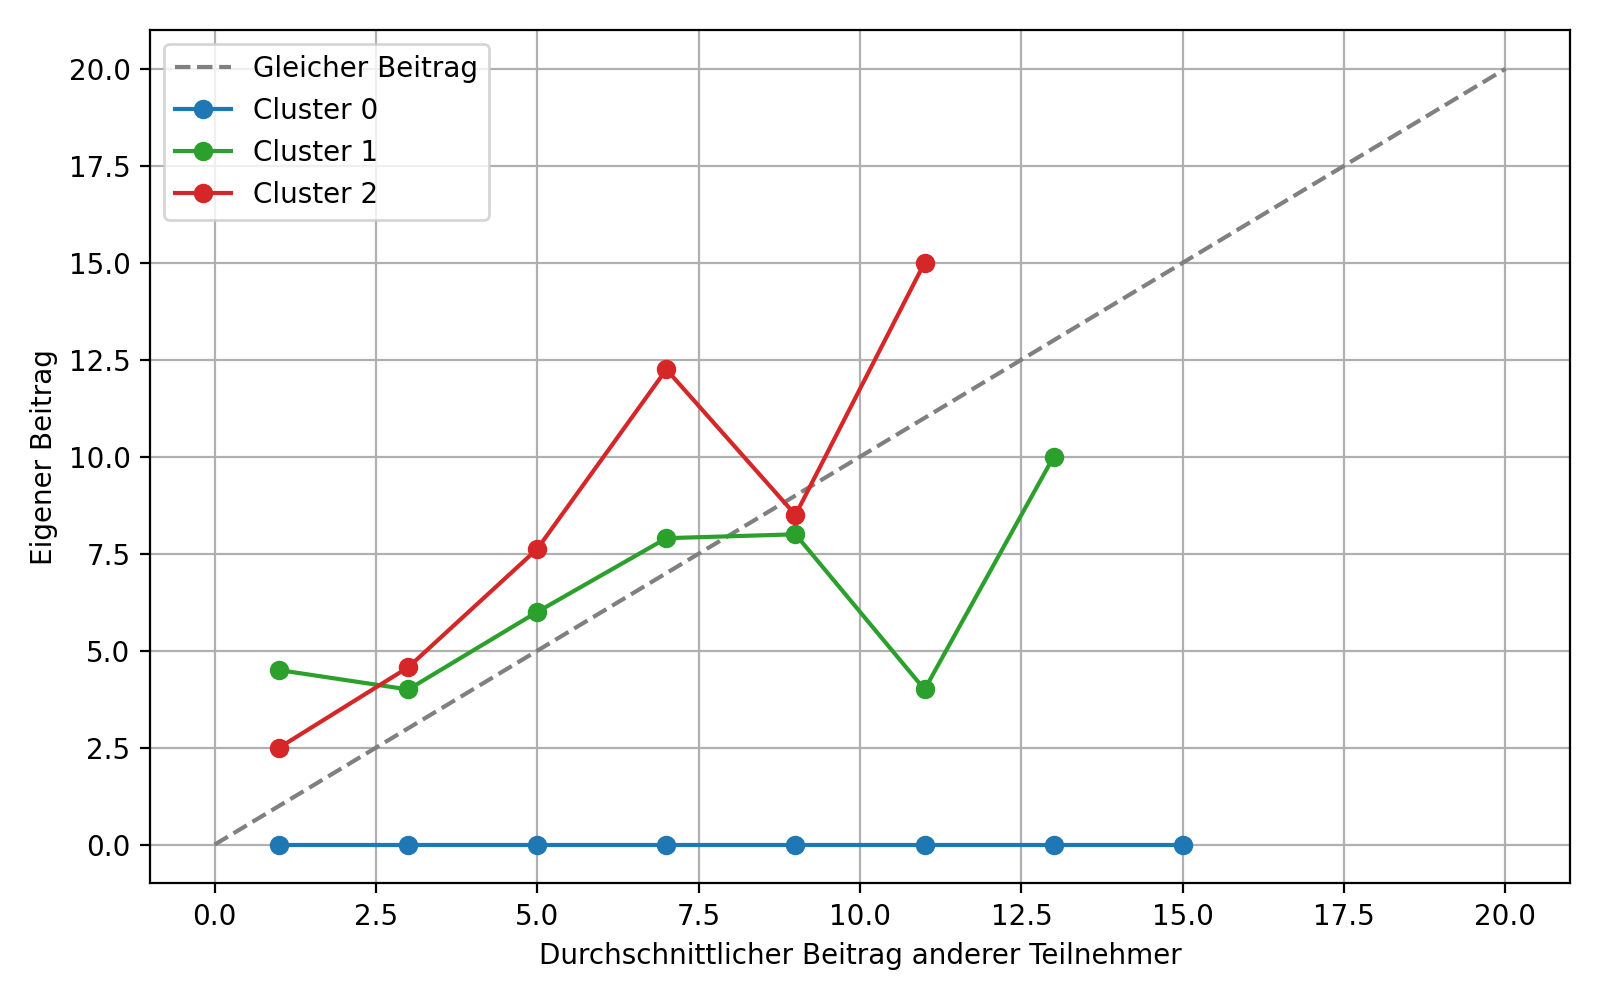 Gleicher Beitrag
Cluster 0
Cluster 1
Cluster 2
20.0
17.5
15.0
12.5
10.0
7.5
5.0
2.5
0.0
Eigener Beitrag
0.0 2.5 5.0 7.5 10.0 12.5 15.0 17.5 20.0
Durchschnittlicher Beitrag anderer Teilnehmer